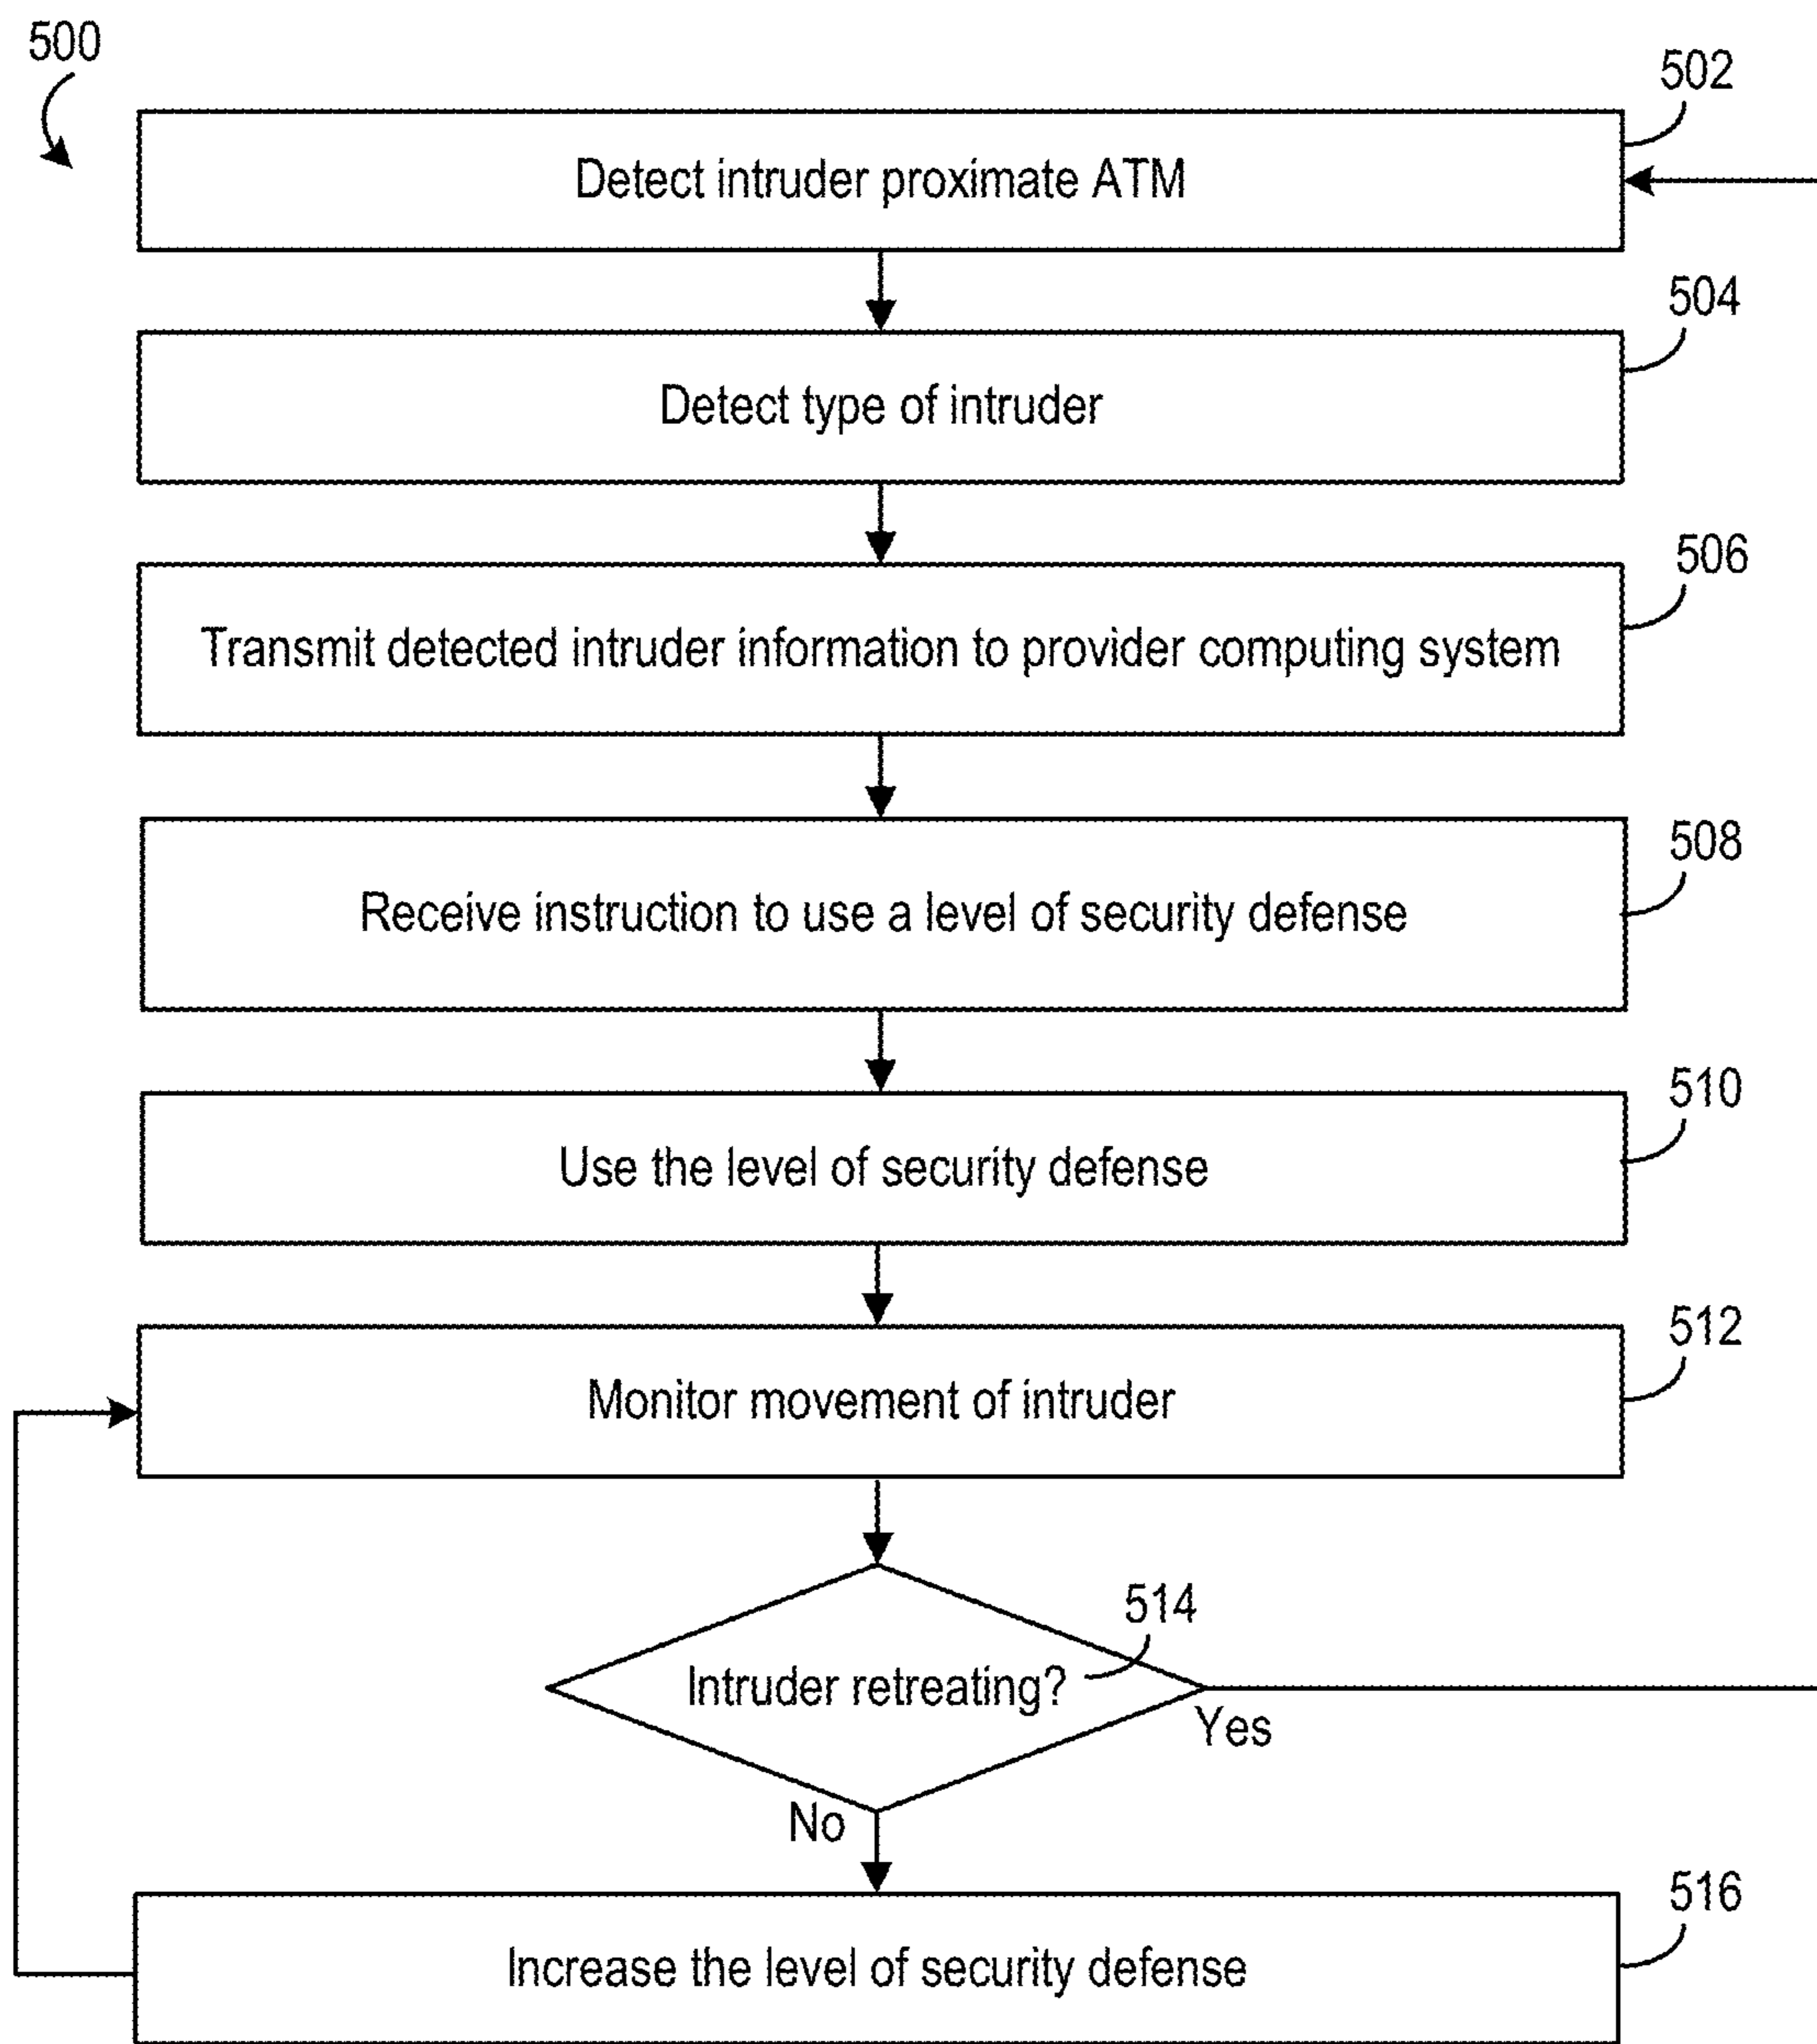 500
502
Detect intruder proximate ATM
504
Detect type of intruder
506
Transmit detected intruder information to provider computing system
508
Receive instruction to use a level of security defense
510
Use the level of security defense
512
Monitor movement of intruder
514
Intruder retreating?
Yes
No
516
Increase the level of security defense